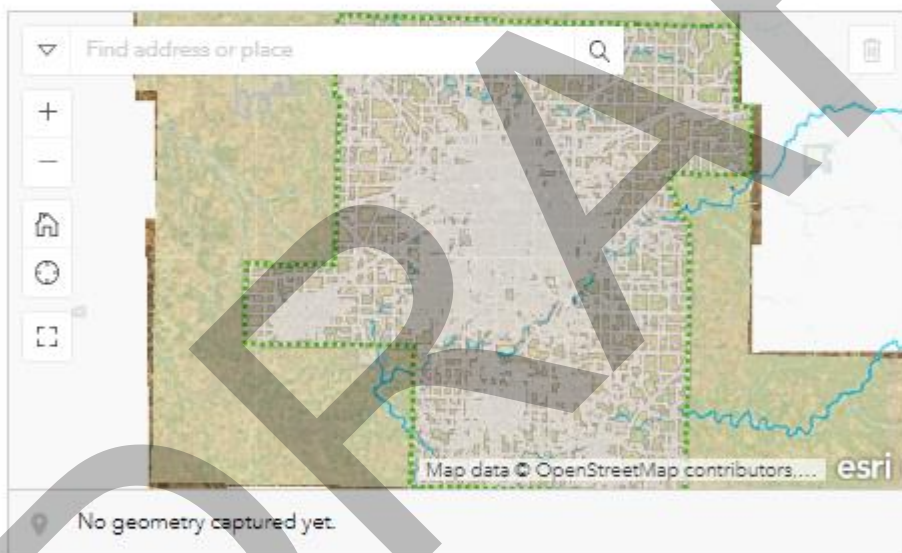 Find address or place
Map data © OpenStreetMap contributors,...
esri
No geometry captured yet.